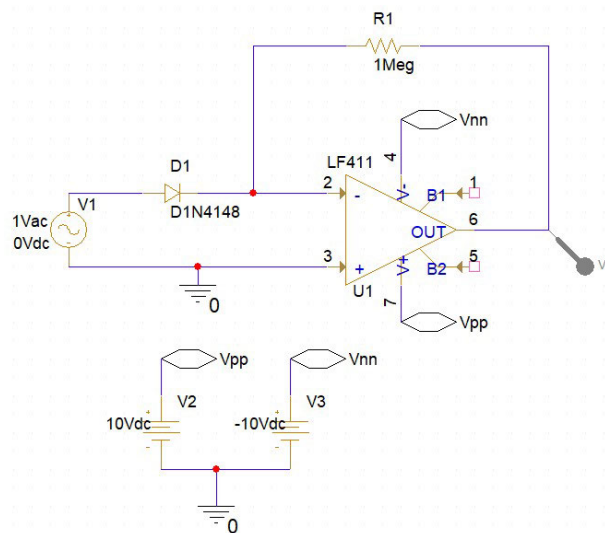 R1
1Meg
Vnn
4
LF411
D1
2
-
V-
B1
1
V1
D1N4148
6
1Vac
0Vdc
OUT
3
+
V+
B2
5
V
U1
7
0
Vpp
Vpp
Vnn
V2
V3
10Vdc
-10Vdc
0